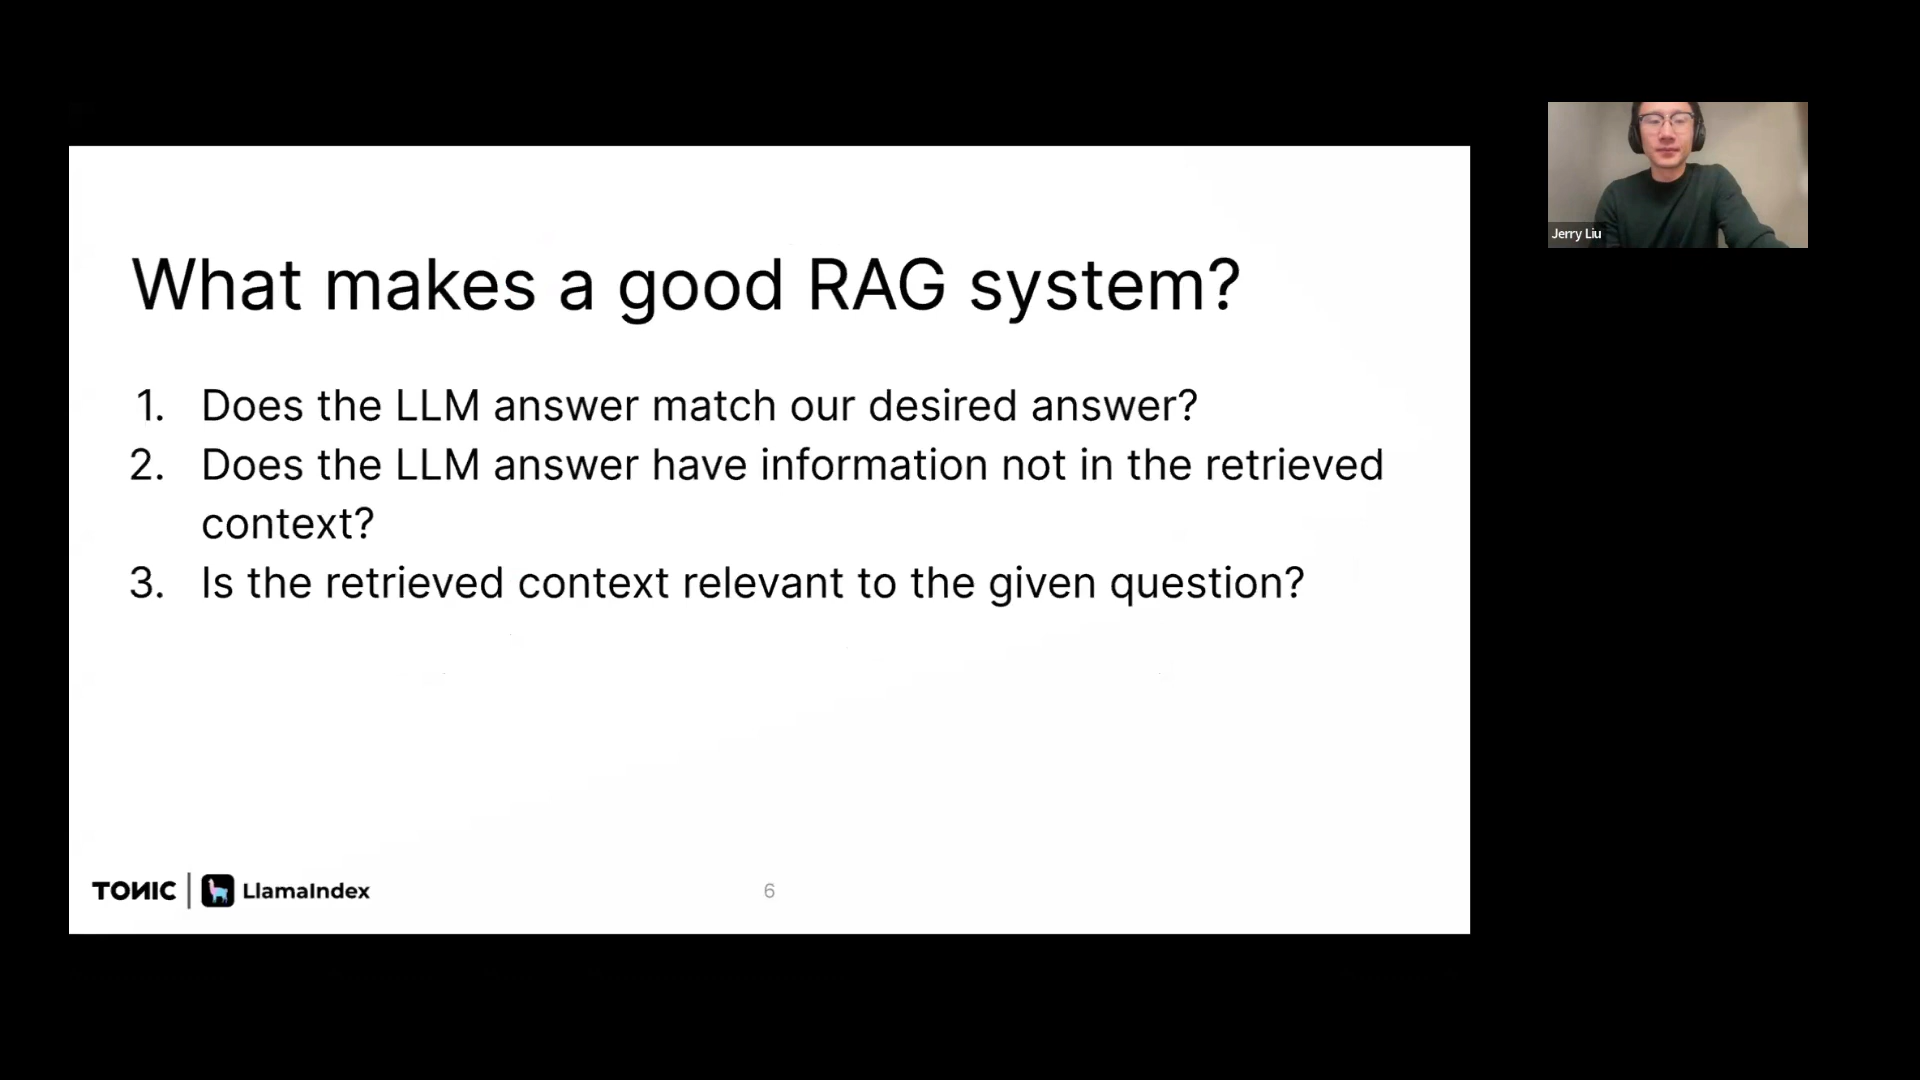 What makes a good RAG system?
1. Does the LLM answer match our desired answer?
2. Does the LLM answer have information not in the retrieved
context?
3. Is the retrieved context relevant to the given question?
TONIC | LlamaIndex
6
Jerry Liu